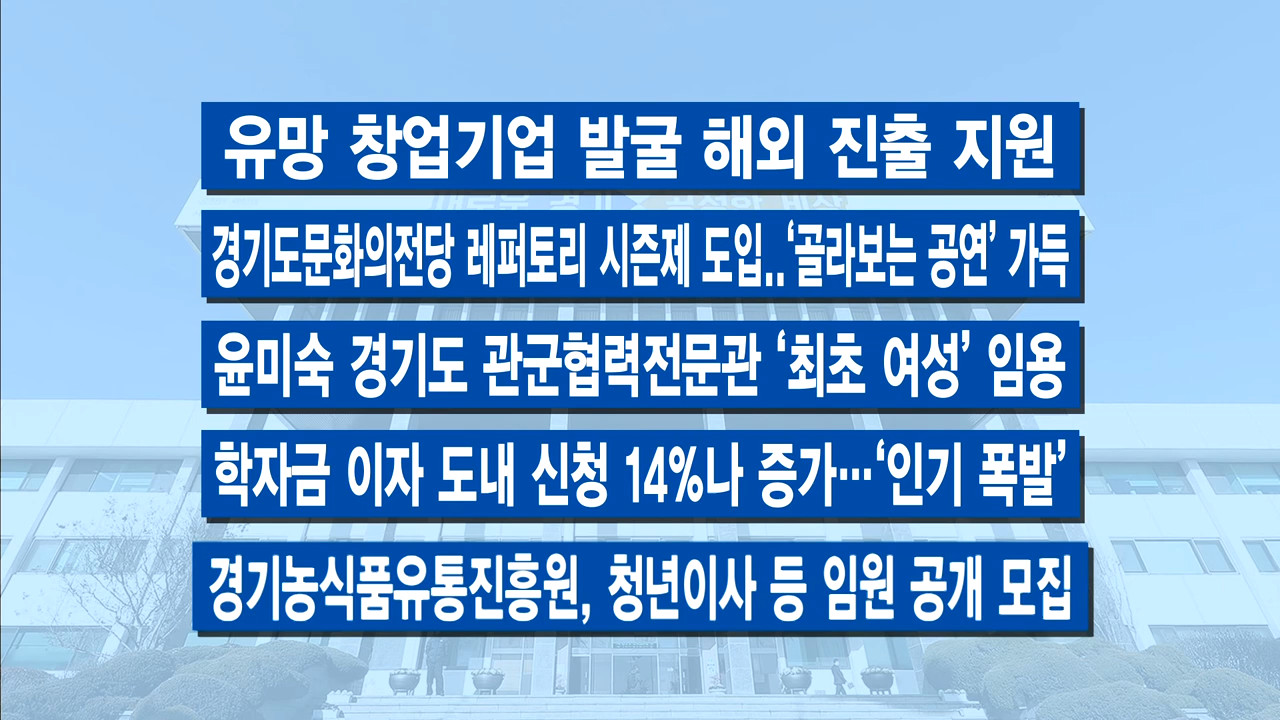 유망 창업기업 발굴 해외 진출 지원
경기도문화의전당 레퍼토리 시즌제 도입..‘골라보는 공연’ 가득
윤미숙 경기도 관군협력전문관 ‘최초 여성’ 임용
학자금 이자 도내 신청 14%나 증가…‘인기 폭발’
경기농식품유통진흥원, 청년이사 등 임원 공개 모집